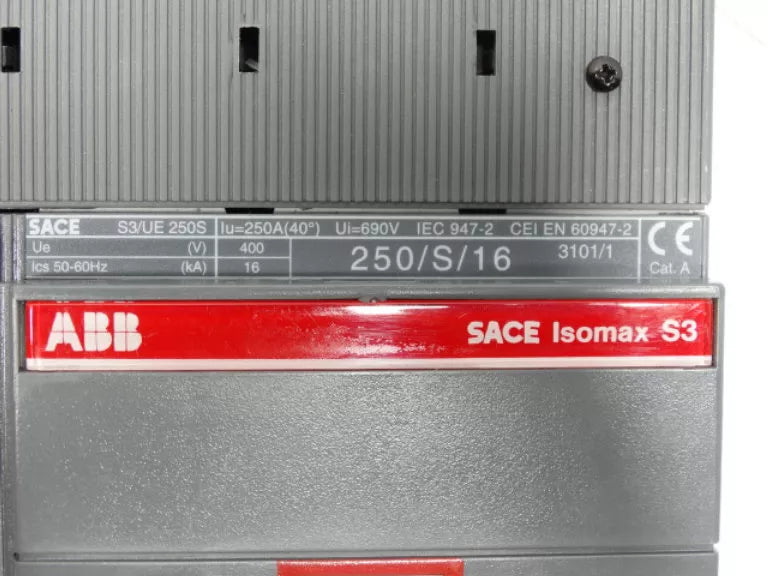 SACE S3/UE 250S Iu=250A(40°) Ui=690V IEC 947-2 CEI EN 60947-2 CE
Ue (V) 400 250/S/16 3101/1
Ics 50-60Hz (kA) 16 Cat. A
ABB SACE Isomax S3